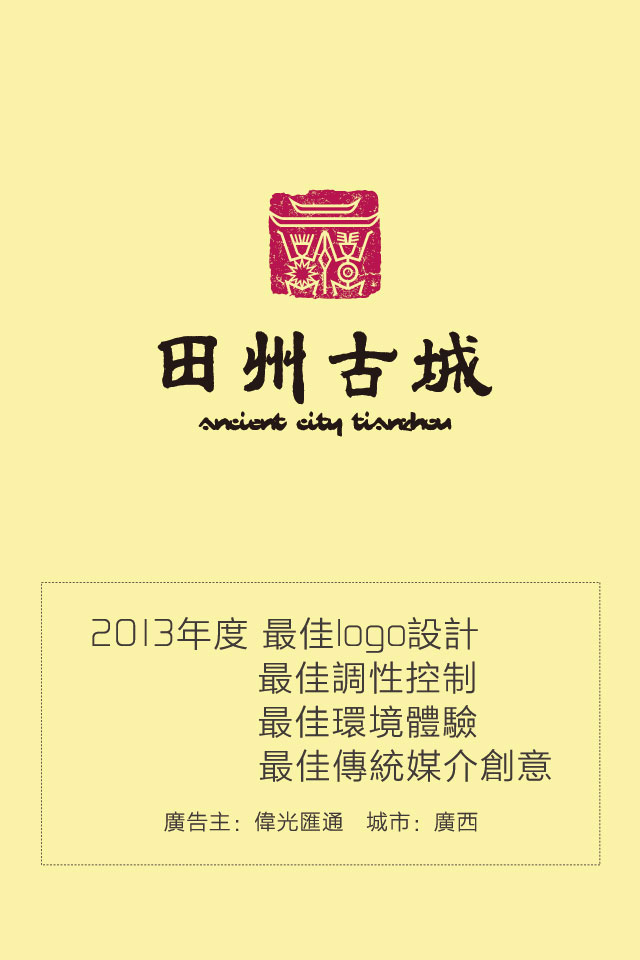 田州古城
ancient city tianzhou
2013年度 最佳logo設計
最佳調性控制
最佳環境體驗
最佳傳統媒介創意
廣告主：偉光匯通 城市：廣西